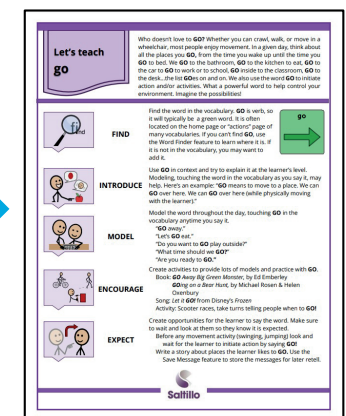 Let's teach
go
Who doesn't love to GO? Whether you can crawl, walk, or move in a
wheelchair, most people enjoy movement. In a given day, think about
all the places you GO, from the time you wake up until the time you
GO to bed. We GO to the bathroom, GO to the kitchen to eat, GO to
the car to GO to work or to school, GO inside to the classroom, GO to
the desk...the list GOes on and on. We also use the word GO to initiate
action and/or activities. What a powerful word to help control your
environment. Imagine the possibilities!
find
FIND
Find the word in the vocabulary. GO is verb, so
it will typically be a green word. It is often
located on the home page or "actions" page of
many vocabularies. If you can't find GO, use
the Word Finder feature to learn where it is. If
it is not in the vocabulary, you may want to
add it.
go
INTRODUCE
Use GO in context and try to explain it at the learner's level.
Modeling, touching the word in the vocabulary as you say it, may
help. Here's an example: "GO means to move to a place. We can
GO over here. We can GO over here (while physically moving
with the learner)."
MODEL
Model the word throughout the day, touching GO in the
vocabulary anytime you say it.
"GO away."
"Let's GO eat."
"Do you want to GO play outside?"
"What time should we GO?"
"Are you ready to GO."
ENCOURAGE
Create activities to provide lots of models and practice with GO.
Book: GO Away Big Green Monster, by Ed Emberley
GOing on a Bear Hunt, by Michael Rosen & Helen
Oxenbury
Song: Let it GO! from Disney's Frozen
Activity: Scooter races, take turns telling people when to GO!
EXPECT
Create opportunities for the learner to say the word. Make sure
to wait and look at them so they know it is expected.
Before any movement activity (swinging, jumping) look and
wait for the learner to initiate action by saying GO!
Write a story about places the learner likes to GO. Use the
Save Message feature to store the messages for later retell.
Saltillo